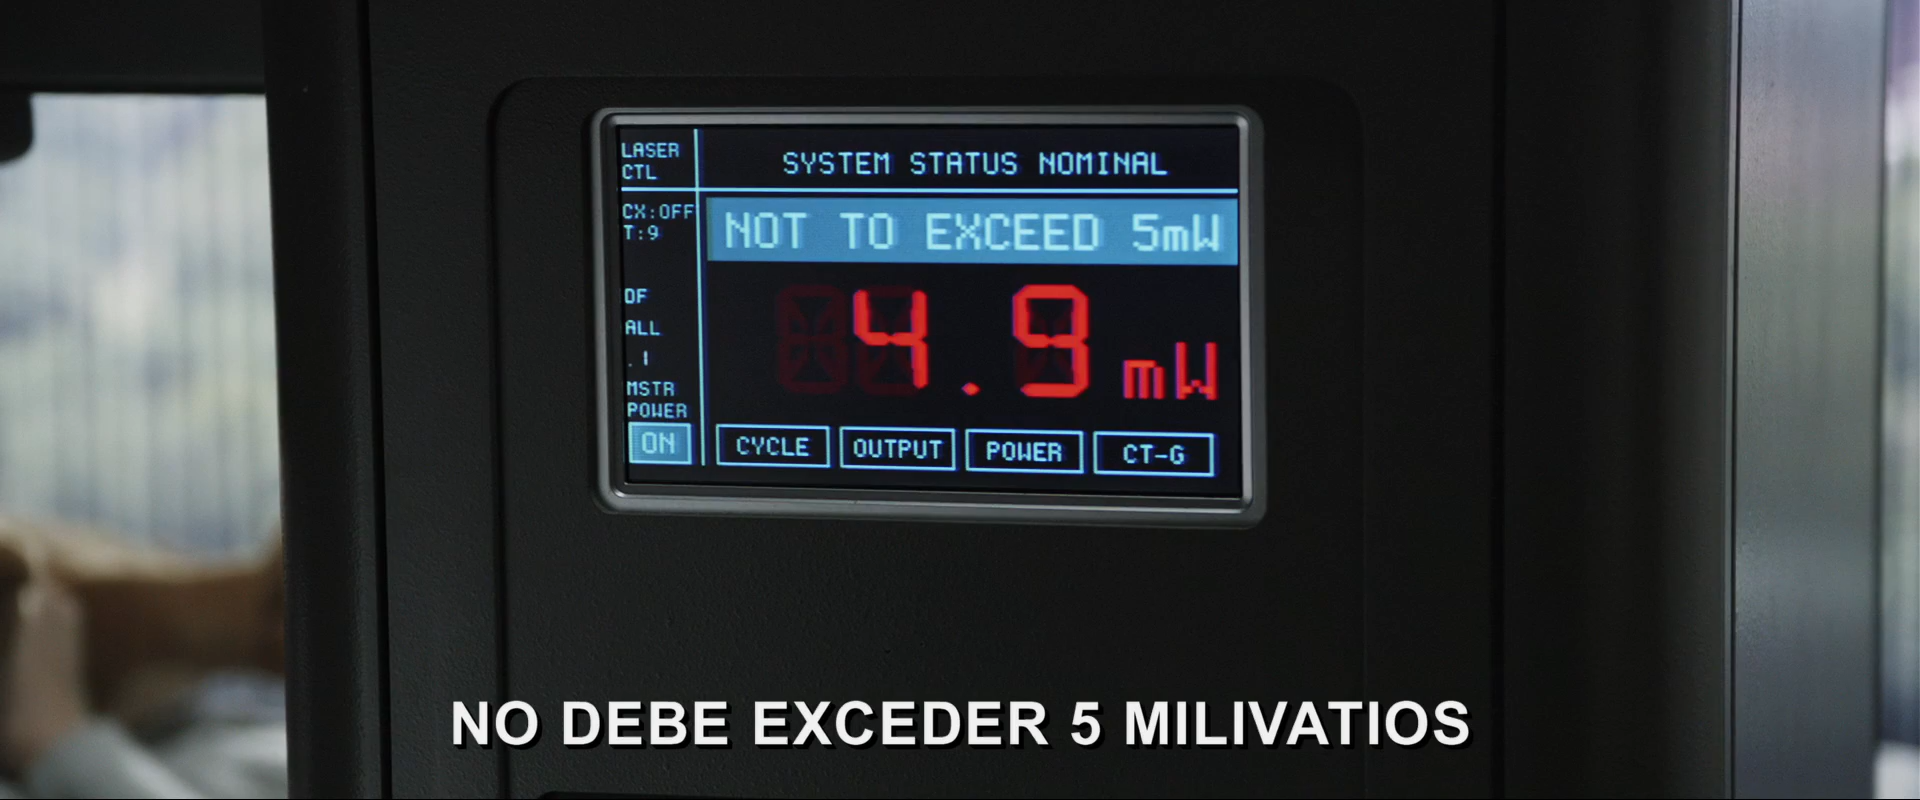 LASER
CTL
SYSTEM STATUS NOMINAL
CX:OFF
T:9
NOT TO EXCEED 5mW
4.9 mW
DF
ALL
.1
MSTR
POWER
ON
CYCLE
OUTPUT
POWER
CT-G
NO DEBE EXCEDER 5 MILIVATIOS